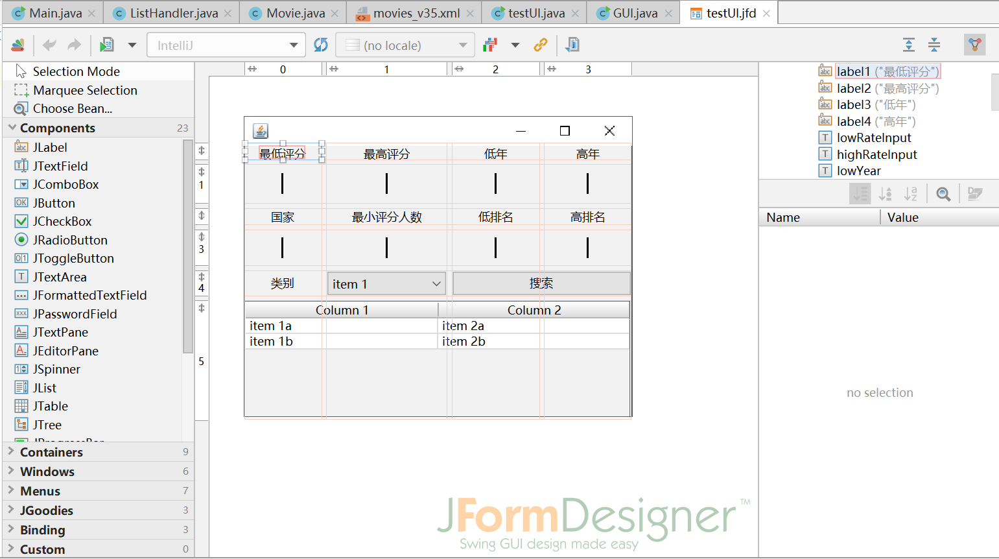 Main.java ListHandler.java Movie.java movies_v35.xml testUI.java GUI.java testUI.jfd
IntelliJ (no locale)
Selection Mode
Marquee Selection
Choose Bean...
Components 23
JLabel
JTextField
JComboBox
JButton
JCheckBox
JRadioButton
JToggleButton
JTextArea
JFormattedTextField
JPasswordField
JTextPane
JEditorPane
JSpinner
JList
JTable
JTree
JProgressBar
Containers 9
Windows 6
Menus 7
JGoodies 3
Binding 3
Custom 0
0 1 2 3
1
3
4
5
最低评分 最高评分 低年 高年
国家 最小评分人数 低排名 高排名
类别 item 1 搜索
Column 1 Column 2
item 1a item 2a
item 1b item 2b
JFormDesigner™
Swing GUI design made easy
label1 ("最低评分")
label2 ("最高评分")
label3 ("低年")
label4 ("高年")
lowRateInput
highRateInput
lowYear
Name Value
no selection